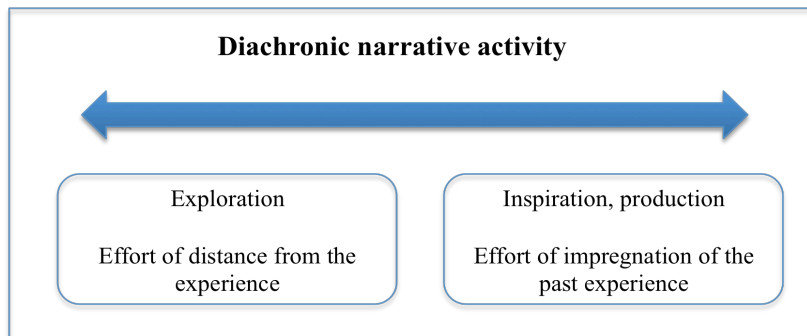 Diachronic narrative activity
Exploration
Effort of distance from the
experience
Inspiration, production
Effort of impregnation of the
past experience